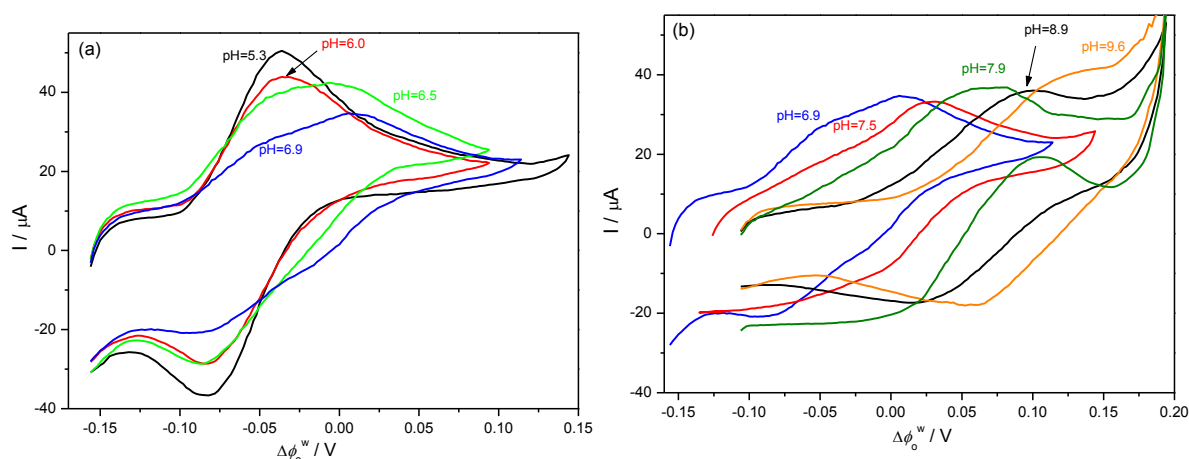 (a)
pH=5.3
pH=6.0
pH=6.5
pH=6.9
40
20
0
-20
-40
I / μA
-0.15 -0.10 -0.05 0.00 0.05 0.10 0.15
Δϕ_o^w / V
(b)
pH=8.9
pH=9.6
pH=7.9
pH=6.9
pH=7.5
40
20
0
-20
-40
I / μA
-0.15 -0.10 -0.05 0.00 0.05 0.10 0.15 0.20
Δϕ_o^w / V